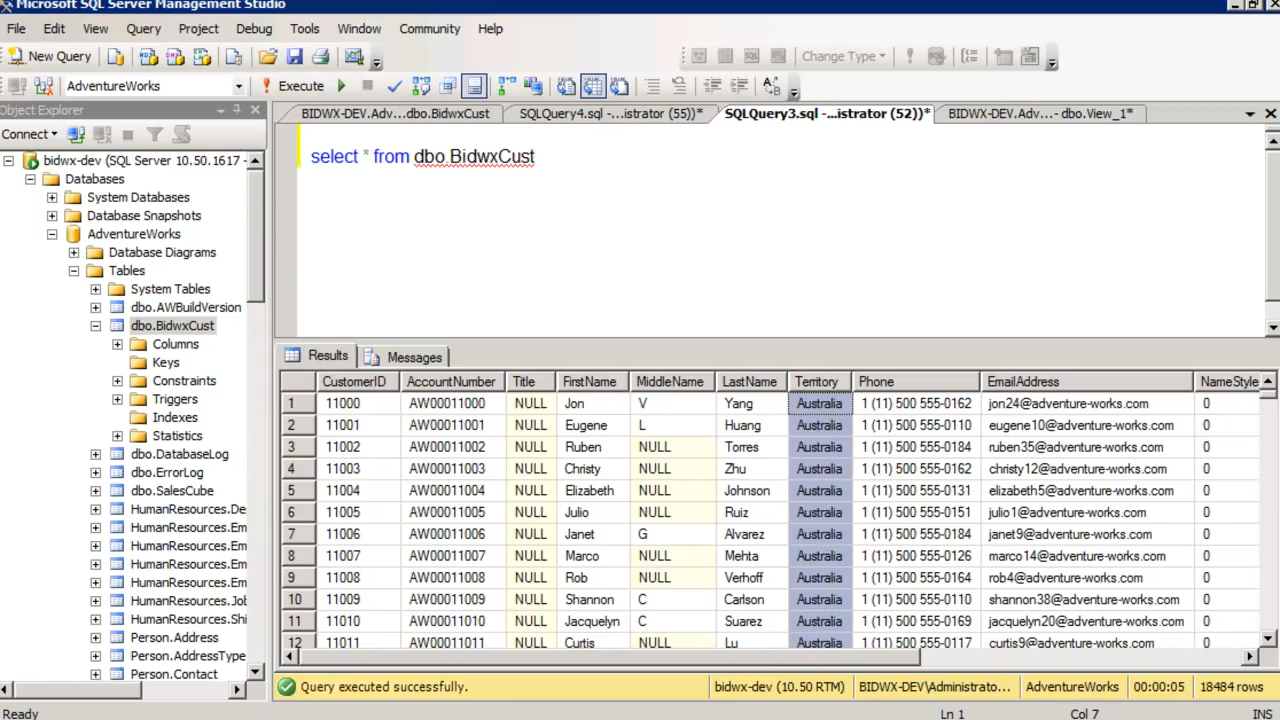 Microsoft SQL Server Management Studio
File Edit View Query Project Debug Tools Window Community Help
New Query Change Type
AdventureWorks Execute
Object Explorer
Connect
bidwx-dev (SQL Server 10.50.1617 -
Databases
System Databases
Database Snapshots
AdventureWorks
Database Diagrams
Tables
System Tables
dbo.AWBuildVersion
dbo.BidwxCust
Columns
Keys
Constraints
Triggers
Indexes
Statistics
dbo.DatabaseLog
dbo.ErrorLog
dbo.SalesCube
HumanResources.De
HumanResources.Em
HumanResources.Em
HumanResources.Em
HumanResources.Em
HumanResources.Jol
HumanResources.Shi
Person.Address
Person.AddressType
Person.Contact
BIDWX-DEV.Adv...dbo.BidwxCust SQLQuery4.sql -...istrator (55))* SQLQuery3.sql -...istrator (52))* BIDWX-DEV.Ad... - dbo.View_1*
select * from dbo.BidwxCust
Results Messages
CustomerID AccountNumber Title FirstName MiddleName LastName Territory Phone EmailAddress NameStyle
1 11000 AW00011000 NULL Jon V Yang Australia 1 (11) 500 555-0162 jon24@adventure-works.com 0
2 11001 AW00011001 NULL Eugene L Huang Australia 1 (11) 500 555-0110 eugene10@adventure-works.com 0
3 11002 AW00011002 NULL Ruben NULL Torres Australia 1 (11) 500 555-0184 ruben35@adventure-works.com 0
4 11003 AW00011003 NULL Christy NULL Zhu Australia 1 (11) 500 555-0162 christy12@adventure-works.com 0
5 11004 AW00011004 NULL Elizabeth NULL Johnson Australia 1 (11) 500 555-0131 elizabeth5@adventure-works.com 0
6 11005 AW00011005 NULL Julio NULL Ruiz Australia 1 (11) 500 555-0151 julio1@adventure-works.com 0
7 11006 AW00011006 NULL Janet G Alvarez Australia 1 (11) 500 555-0184 janet9@adventure-works.com 0
8 11007 AW00011007 NULL Marco NULL Mehta Australia 1 (11) 500 555-0126 marco14@adventure-works.com 0
9 11008 AW00011008 NULL Rob NULL Verhoff Australia 1 (11) 500 555-0164 rob4@adventure-works.com 0
10 11009 AW00011009 NULL Shannon C Carlson Australia 1 (11) 500 555-0110 shannon38@adventure-works.com 0
11 11010 AW00011010 NULL Jacquelyn C Suarez Australia 1 (11) 500 555-0169 jacquelyn20@adventure-works.com 0
12 11011 AW00011011 NULL Curtis NULL Lu Australia 1 (11) 500 555-0117 curtis9@adventure-works.com 0
Query executed successfully. bidwx-dev (10.50 RTM) BIDWX-DEV\Administrato... AdventureWorks 00:00:05 18484 rows
Ready Ln 1 Col 7 INS